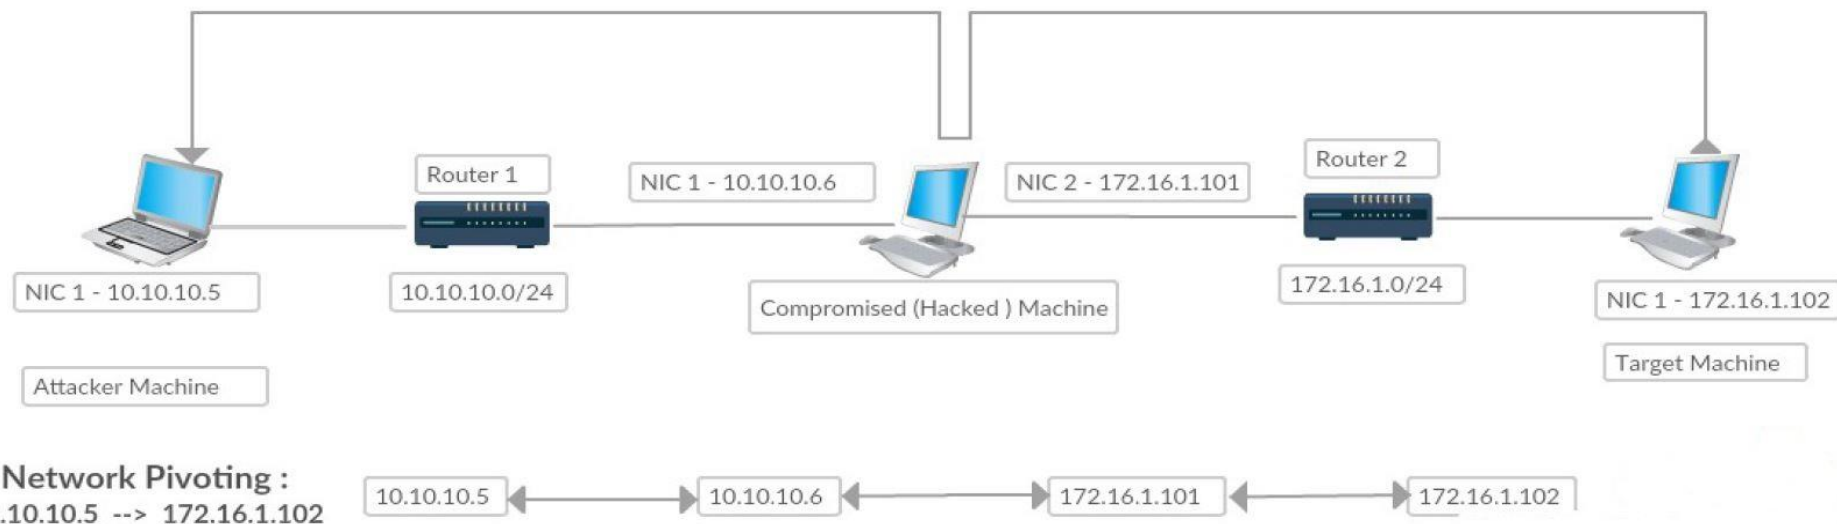 Router 1
NIC 1 - 10.10.10.6
NIC 2 - 172.16.1.101
Router 2
NIC 1 - 10.10.10.5
10.10.10.0/24
Compromised (Hacked ) Machine
172.16.1.0/24
NIC 1 - 172.16.1.102
Attacker Machine
Target Machine
Network Pivoting :
.10.10.5 --> 172.16.1.102
10.10.10.5
10.10.10.6
172.16.1.101
172.16.1.102